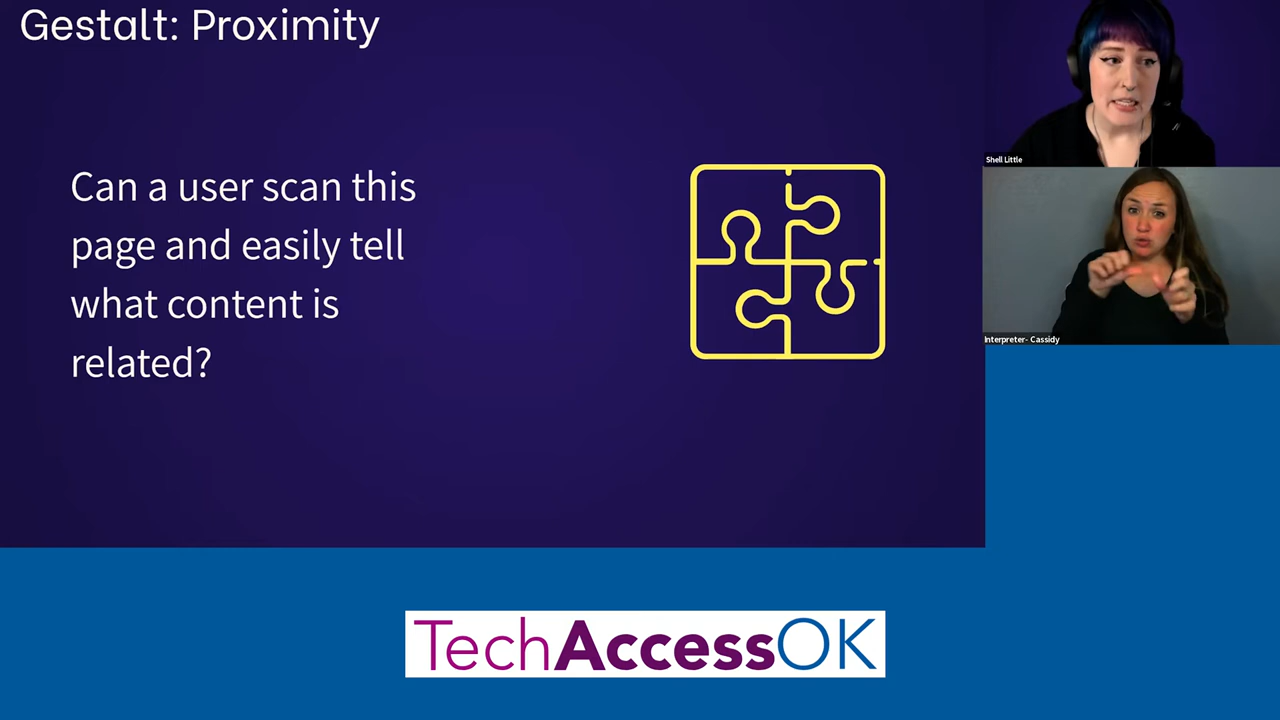 Gestalt: Proximity
Can a user scan this
page and easily tell
what content is
related?
Shell Little
Interpreter- Cassidy
TechAccessOK